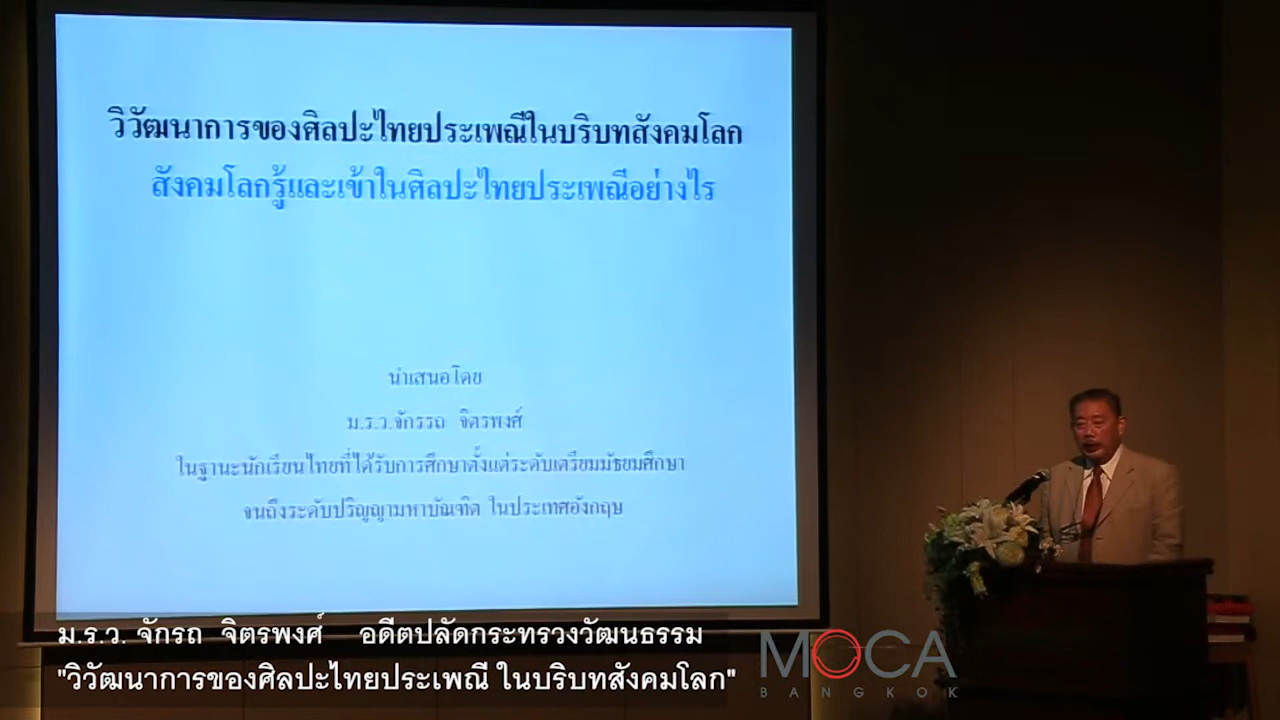 วิวัฒนาการของศิลปะไทยประเพณีในบริบทสังคมโลก
สังคมโลกรู้และเข้าในศิลปะไทยประเพณีอย่างไร
นำเสนอโดย
ม.ร.ว.จักรรถ จิตรพงศ์
ในฐานะนักเรียนไทยที่ได้รับการศึกษาตั้งแต่ระดับเตรียมมัธยมศึกษา
จนถึงระดับปริญญามหาบัณฑิต ในประเทศอังกฤษ
ม.ร.ว. จักรถ จิตรพงศ์ อดีตปลัดกระทรวงวัฒนธรรม
"วิวัฒนาการของศิลปะไทยประเพณี ในบริบทสังคมโลก"
MOCA
BANGKOK